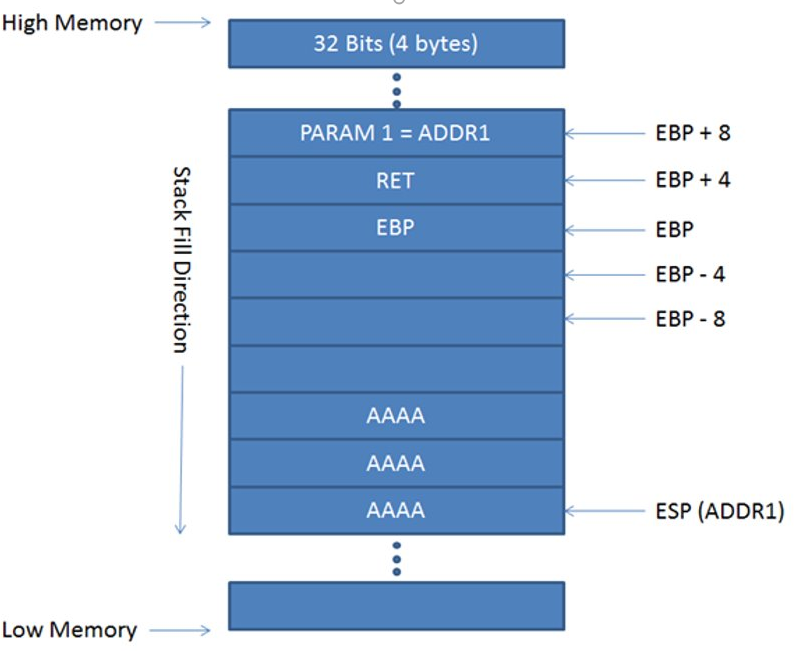 High Memory
32 Bits (4 bytes)
PARAM 1 = ADDR1
EBP + 8
RET
EBP + 4
EBP
EBP
EBP - 4
EBP - 8
Stack Fill Direction
AAAA
AAAA
AAAA
ESP (ADDR1)
Low Memory